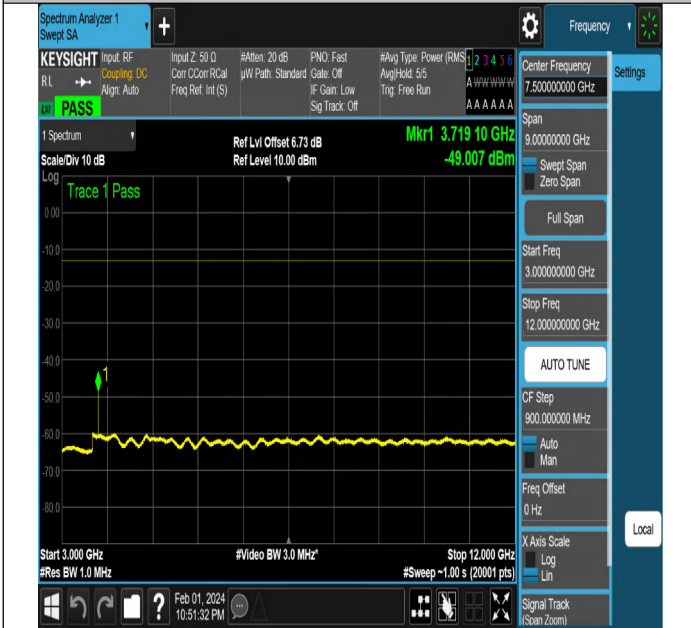 Spectrum Analyzer 1
Swept SA
+
Frequency
KEYSIGHT
RL
LXI
PASS
Input: RF
Coupling: DC
Align: Auto
Input Z: 50 Ω
Corr CCorr RCal
Freq Ref: Int (S)
#Atten: 20 dB
µW Path: Standard
PNO: Fast
Gate: Off
IF Gain: Low
Sig Track: Off
#Avg Type: Power (RMS
Avg|Hold: 5/5
Trig: Free Run
1 2 3 4 5 6
A W W W W W
A A A A A A
1 Spectrum
Scale/Div 10 dB
Ref Lvl Offset 6.73 dB
Ref Level 10.00 dBm
Mkr1 3.719 10 GHz
-49.007 dBm
Log
Trace 1 Pass
0.00
-10.0
-20.0
-30.0
-40.0
1
-50.0
-60.0
-70.0
-80.0
Start 3.000 GHz
#Res BW 1.0 MHz
#Video BW 3.0 MHz*
Stop 12.000 GHz
#Sweep ~1.00 s (20001 pts)
Center Frequency
7.500000000 GHz
Settings
Span
9.00000000 GHz
Swept Span
Zero Span
Full Span
Start Freq
3.000000000 GHz
Stop Freq
12.000000000 GHz
AUTO TUNE
CF Step
900.000000 MHz
Auto
Man
Freq Offset
0 Hz
X Axis Scale
Log
Lin
Local
Signal Track
(Span Zoom)
?
Feb 01, 2024
10:51:32 PM